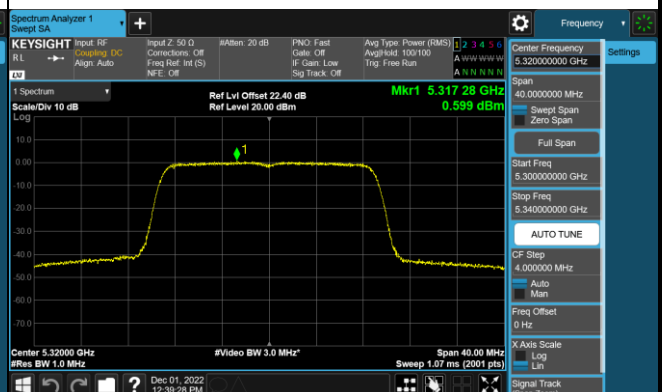 Spectrum Analyzer 1
Swept SA
Frequency
KEYSIGHT
RL
LXI
Input: RF
Coupling: DC
Align: Auto
Input Z: 50 Ω
Corrections: Off
Freq Ref: Int (S)
NFE: Off
#Atten: 20 dB
PNO: Fast
Gate: Off
IF Gain: Low
Sig Track: Off
Avg Type: Power (RMS)
Avg|Hold: 100/100
Trig: Free Run
1 2 3 4 5 6
A W W W W W
A N N N N N
1 Spectrum
Scale/Div 10 dB
Log
Ref Lvl Offset 22.40 dB
Ref Level 20.00 dBm
Mkr1 5.317 28 GHz
0.599 dBm
1
10.0
0.00
-10.0
-20.0
-30.0
-40.0
-50.0
-60.0
-70.0
Center 5.32000 GHz
#Res BW 1.0 MHz
#Video BW 3.0 MHz*
Span 40.00 MHz
Sweep 1.07 ms (2001 pts)
Dec 01, 2022
12:39:28 PM
?
Center Frequency
5.320000000 GHz
Settings
Span
40.0000000 MHz
Swept Span
Zero Span
Full Span
Start Freq
5.300000000 GHz
Stop Freq
5.340000000 GHz
AUTO TUNE
CF Step
4.000000 MHz
Auto
Man
Freq Offset
0 Hz
X Axis Scale
Log
Lin
Signal Track